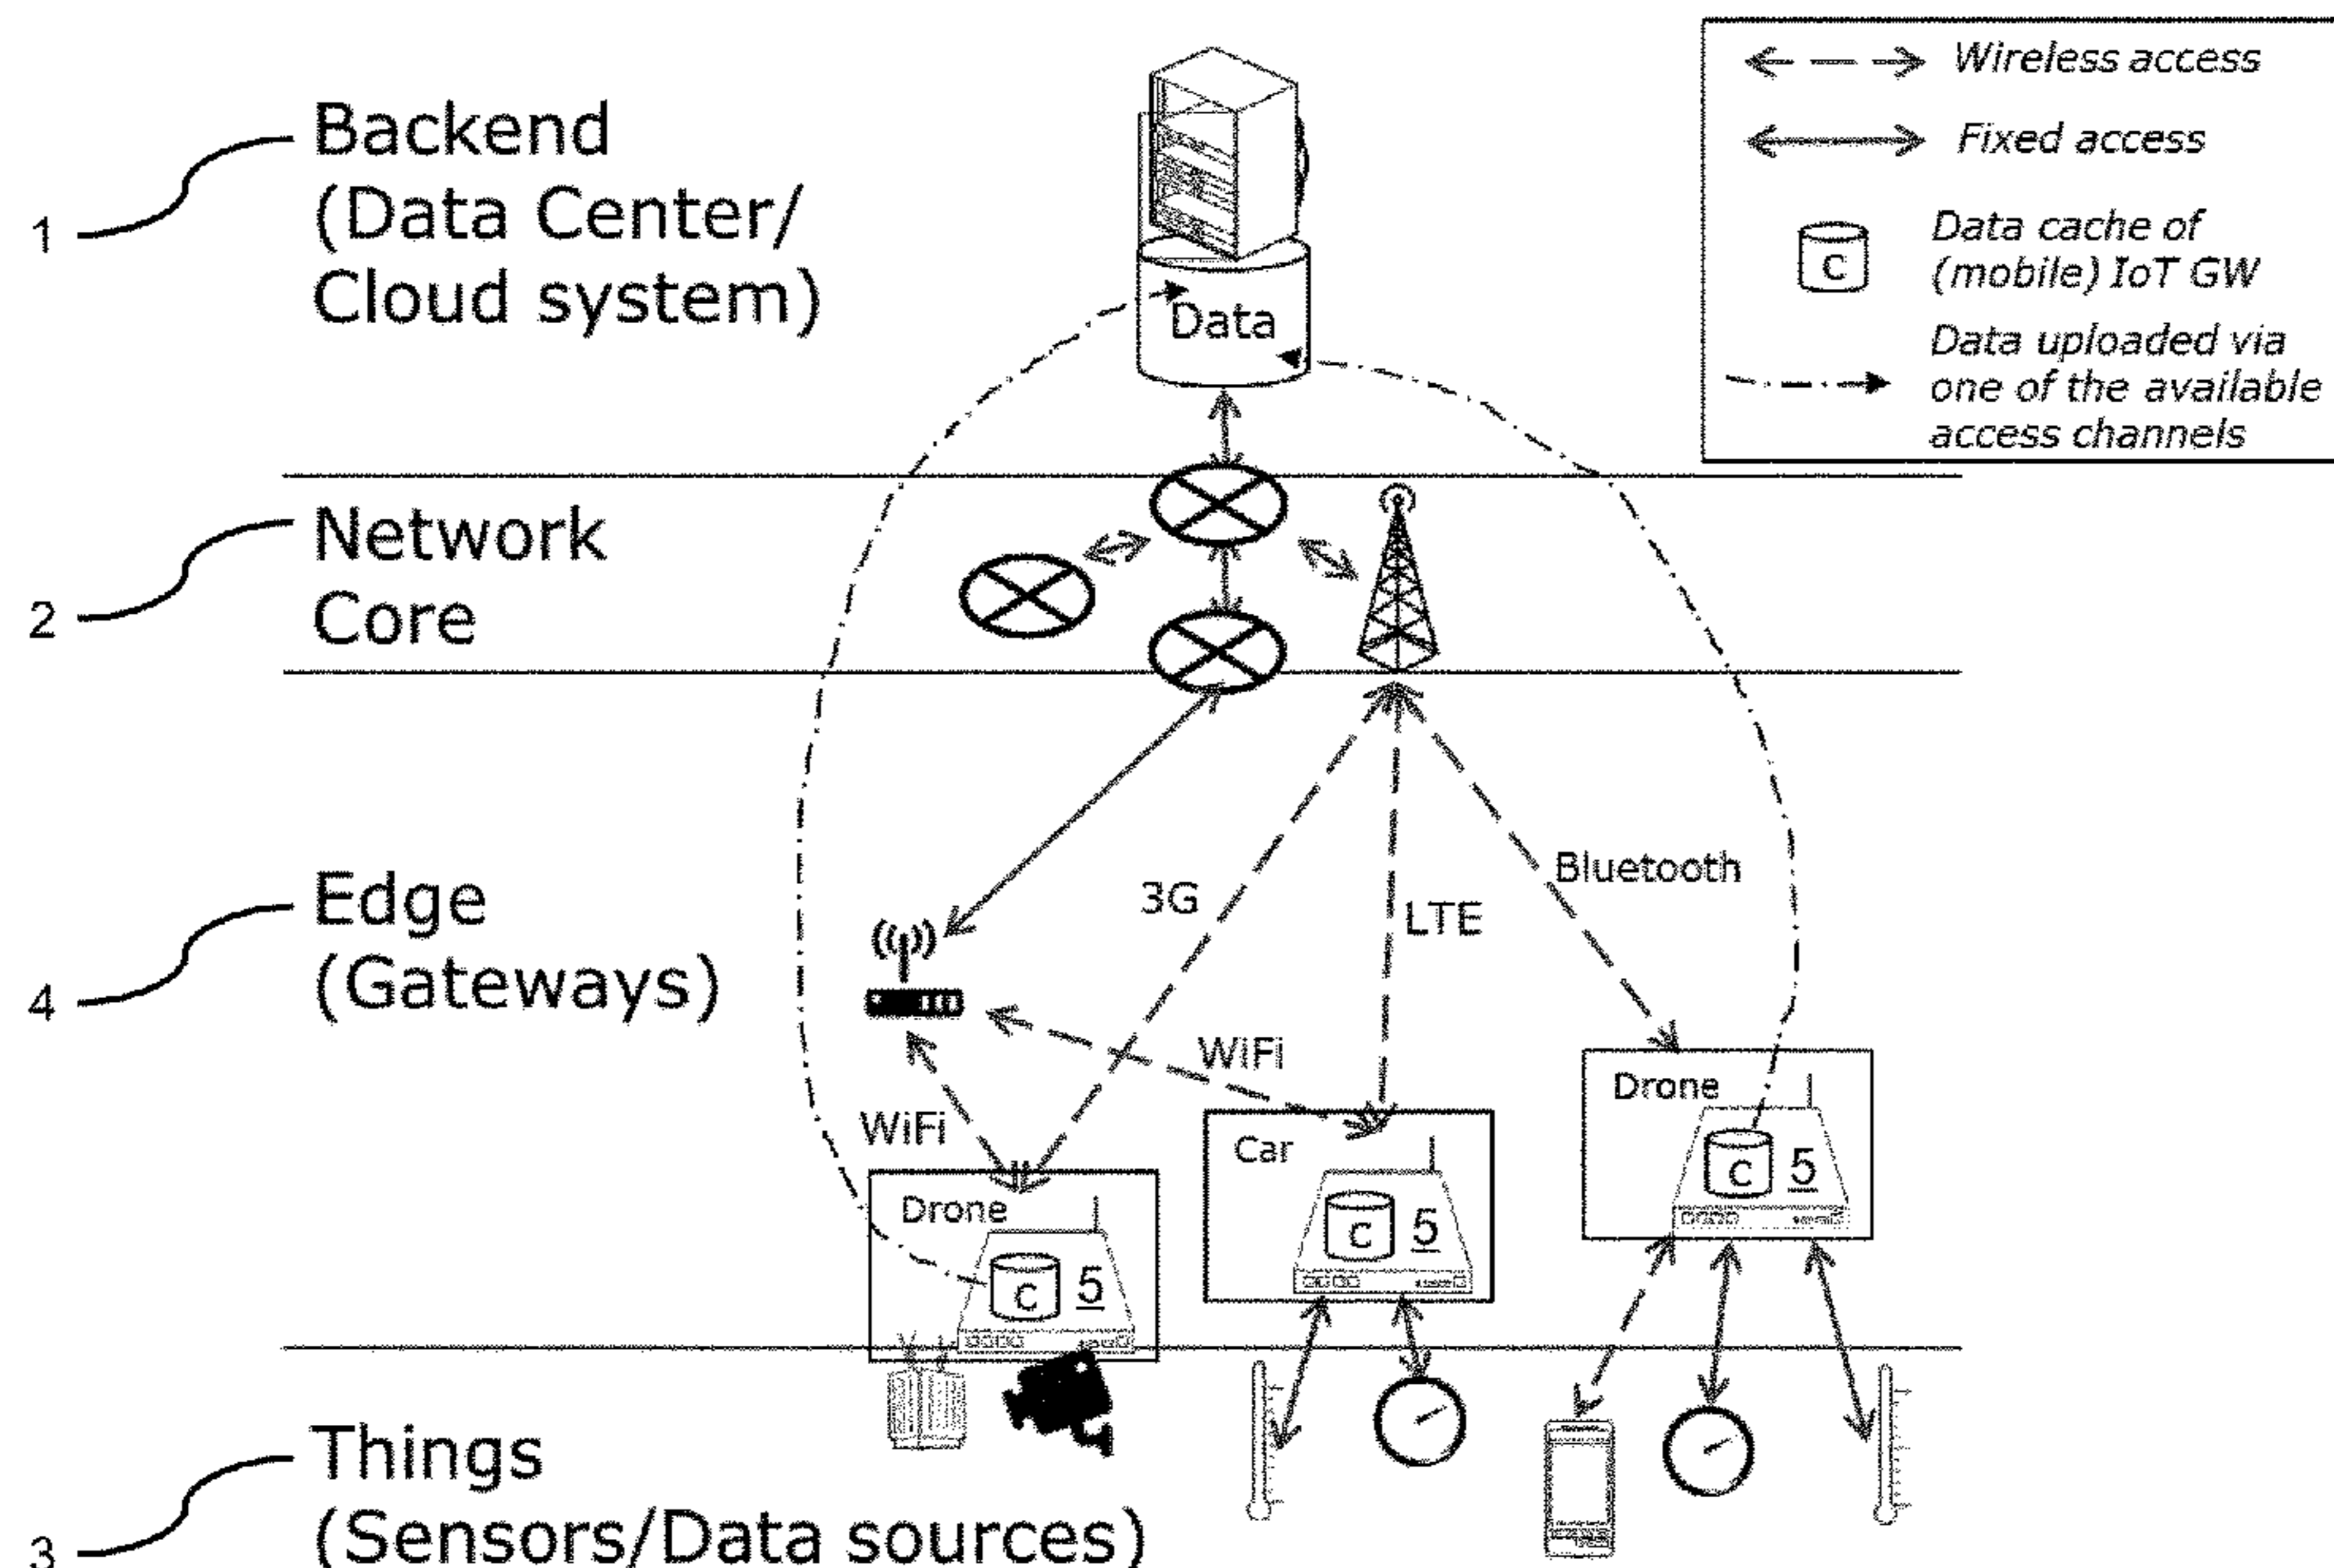 Wireless access
Fixed access
C
Data cache of
(mobile) IoT GW
Data uploaded via
one of the available
access channels
1
Backend
(Data Center/
Cloud system)
Data
2
Network
Core
4
Edge
(Gateways)
3G
LTE
Bluetooth
WiFi
WiFi
Drone
C
5
Car
C
5
Drone
C
5
3
Things
(Sensors/Data sources)